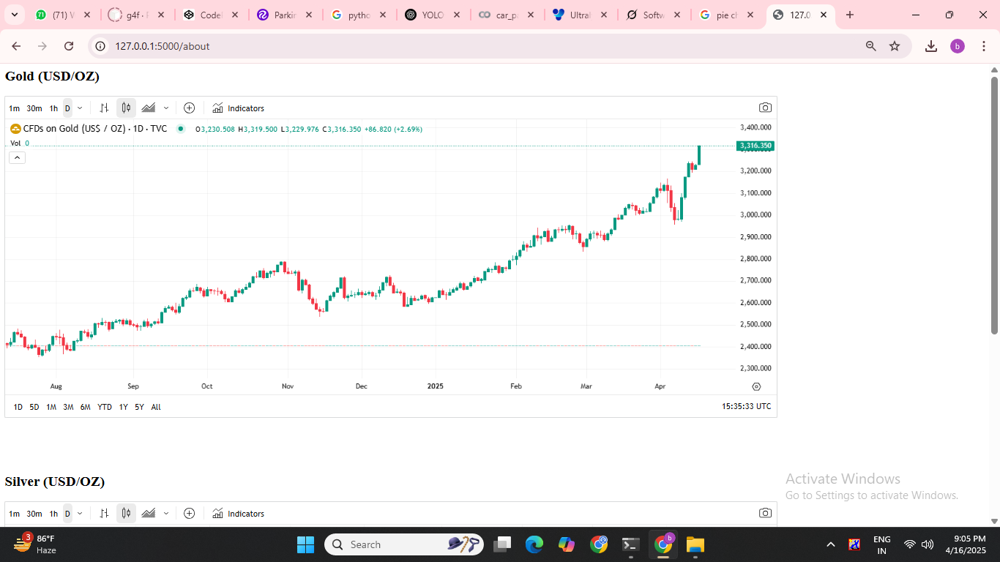 (71) W
g4f -
Codel
Parkin
pytho
YOLO
car_p
Ultral
Softw
pie ch
127.0
127.0.0.1:5000/about
b
Gold (USD/OZ)
1m 30m 1h D Indicators
CFDs on Gold (US$ / OZ) · 1D · TVC O3,230.508 H3,319.500 L3,229.976 C3,316.350 +86.820 (+2.69%)
Vol 0
3,400.000
3,316.350
3,200.000
3,100.000
3,000.000
2,900.000
2,800.000
2,700.000
2,600.000
2,500.000
2,400.000
2,300.000
Aug Sep Oct Nov Dec 2025 Feb Mar Apr
1D 5D 1M 3M 6M YTD 1Y 5Y All 15:35:33 UTC
Silver (USD/OZ)
1m 30m 1h D Indicators
Activate Windows
Go to Settings to activate Windows.
3
86°F
Haze
Search
b
ENG
IN
9:05 PM
4/16/2025